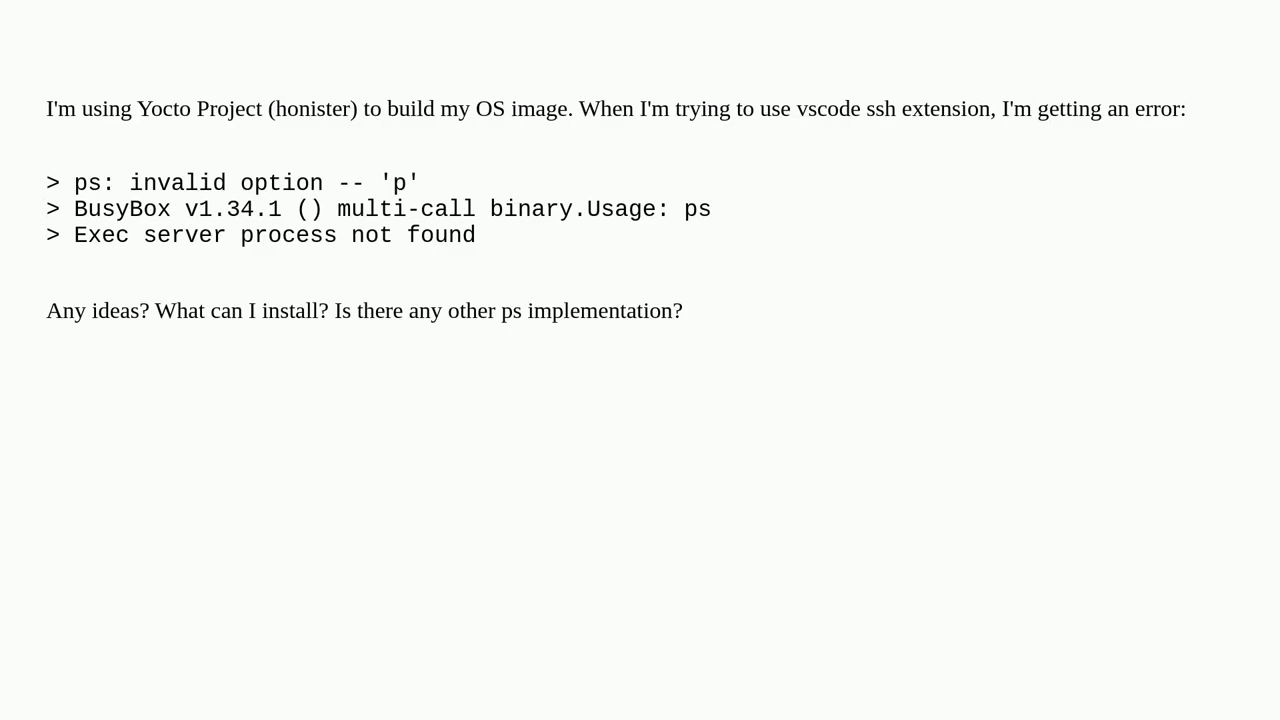 I'm using Yocto Project (honister) to build my OS image. When I'm trying to use vscode ssh extension, I'm getting an error:
> ps: invalid option -- 'p'
> BusyBox v1.34.1 () multi-call binary.Usage: ps
> Exec server process not found
Any ideas? What can I install? Is there any other ps implementation?